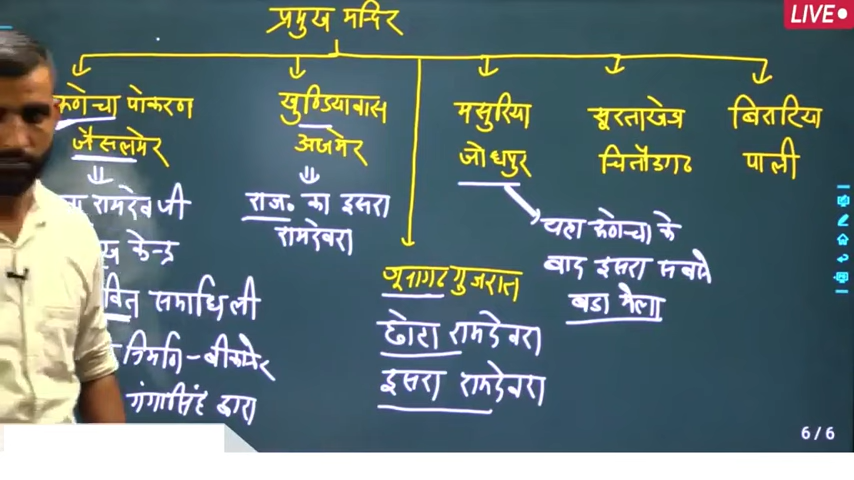 प्रमुख मन्दिर
LIVE
पोकरण
जैसलमेर
रामदेव जी
केन्द्र
समाधि ली
निर्माण - बीकानेर
गंगासिंह द्वारा
खुण्डियावास
अजमेर
राज॰ का दुसरा
रामदेवरा
जूनागढ गुजरात
छोटा रामदेवरा
दुसरा रामदेवरा
मसुरिया
जोधपुर
यहा रूणेचा के
बाद दुसरा सबसे
बडा मेला
सूरताखेडा
चित्तौडगढ
बिराटिया
पाली
6 / 6